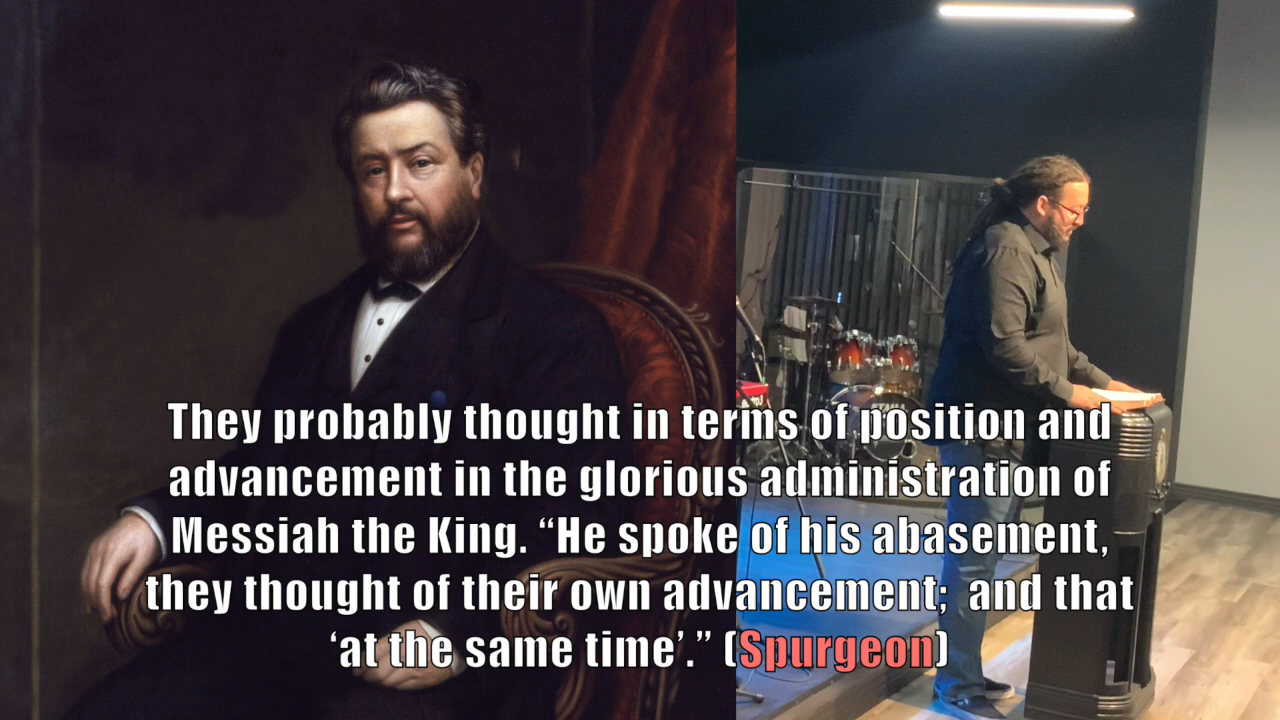 They probably thought in terms of position and
advancement in the glorious administration of
Messiah the King. “He spoke of his abasement,
they thought of their own advancement;  and that
‘at the same time’.” (Spurgeon)
TAMA